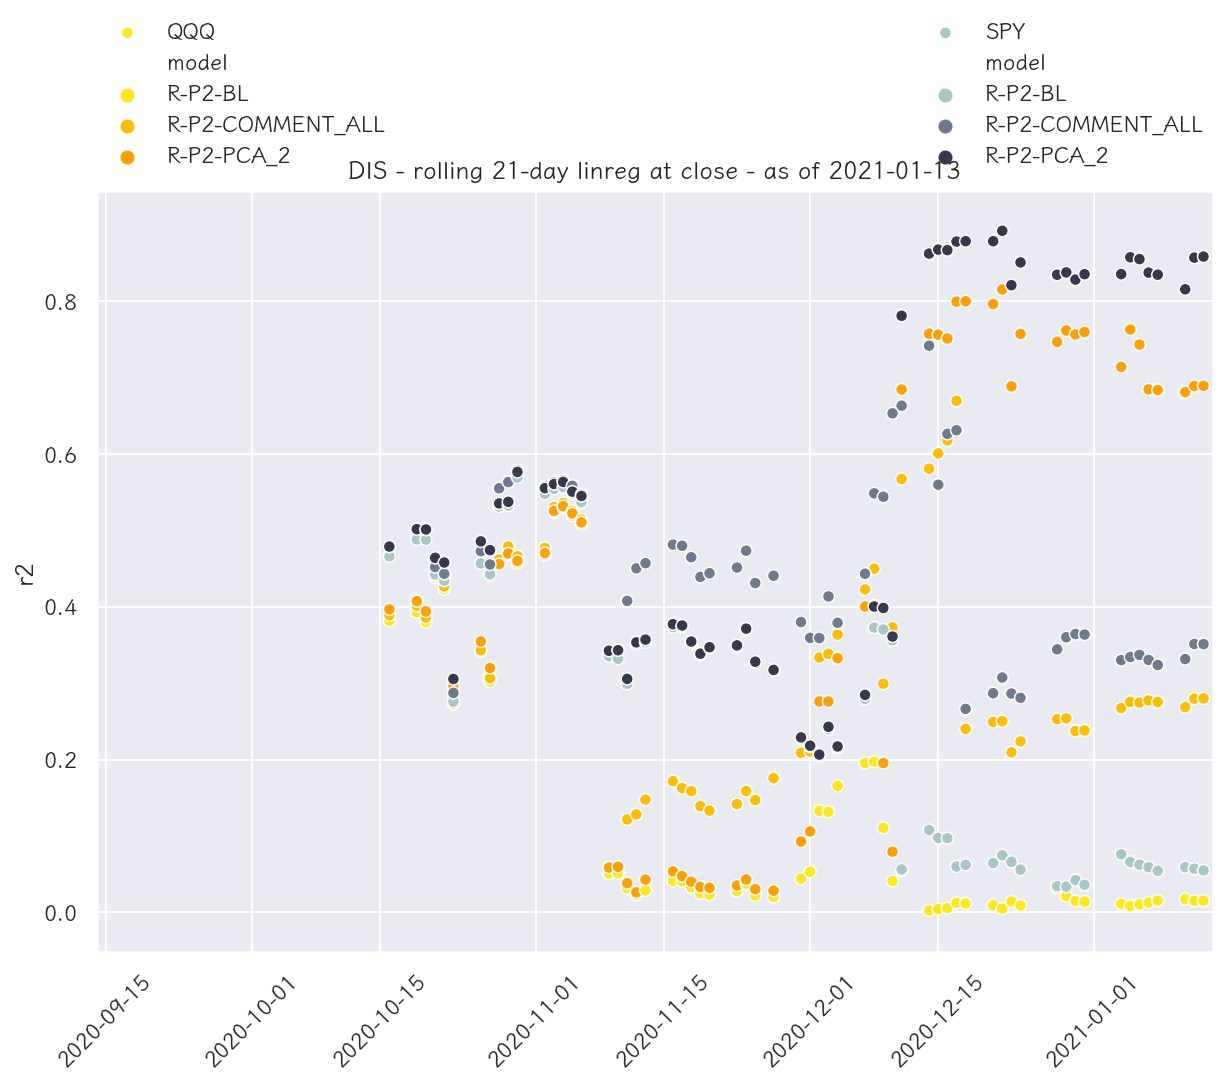 QQQ
model
R-P2-BL
R-P2-COMMENT_ALL
R-P2-PCA_2
SPY
model
R-P2-BL
R-P2-COMMENT_ALL
R-P2-PCA_2
DIS - rolling 21-day linreg at close - as of 2021-01-13
r2
0.8
0.6
0.4
0.2
0.0
2020-09-15
2020-10-01
2020-10-15
2020-11-01
2020-11-15
2020-12-01
2020-12-15
2021-01-01